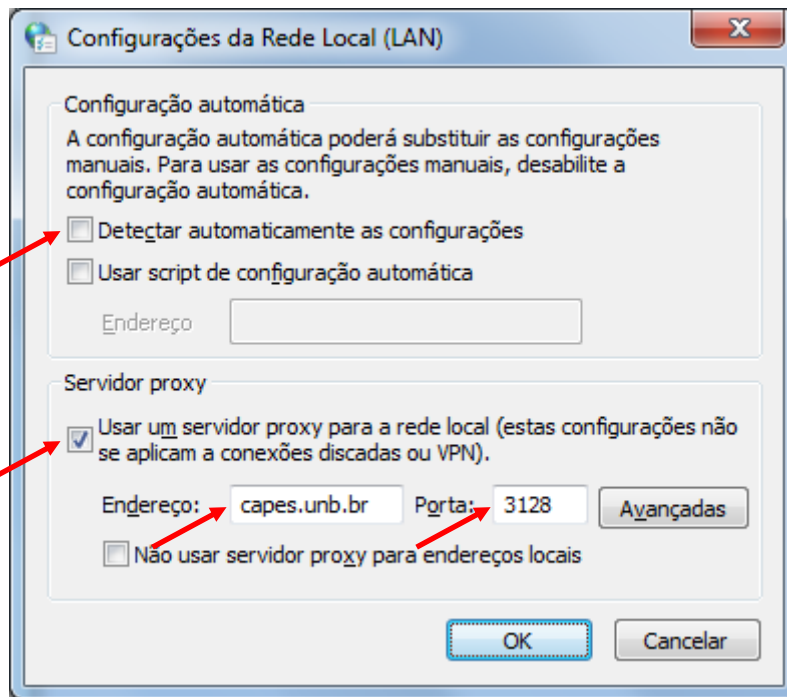 Configurações da Rede Local (LAN)
Configuração automática
A configuração automática poderá substituir as configurações
manuais. Para usar as configurações manuais, desabilite a
configuração automática.
Detectar automaticamente as configurações
Usar script de configuração automática
Endereço
Servidor proxy
Usar um servidor proxy para a rede local (estas configurações não
se aplicam a conexões discadas ou VPN).
Endereço: capes.unb.br Porta: 3128 Avançadas
Não usar servidor proxy para endereços locais
OK Cancelar